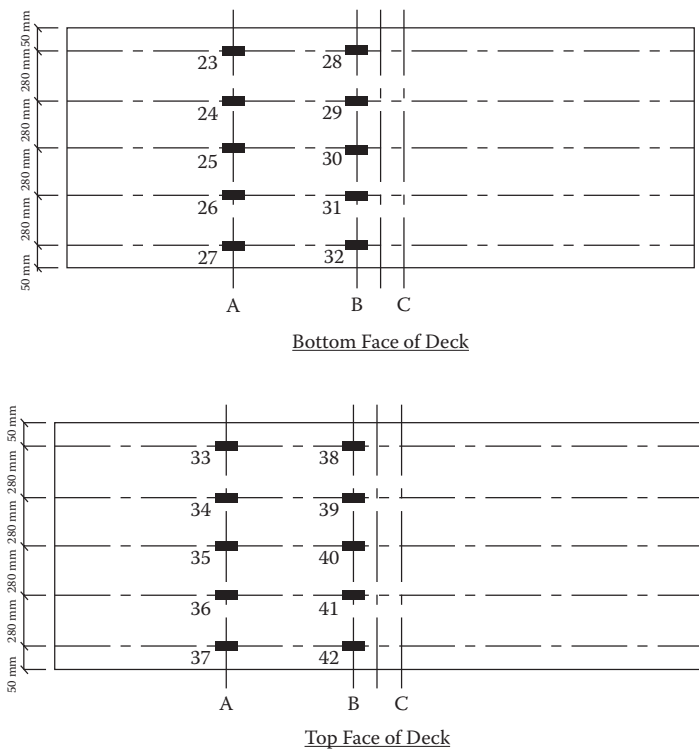 50 mm
23 28
280 mm
24 29
280 mm
25 30
280 mm
26 31
280 mm
27 32
50 mm
A B C
Bottom Face of Deck
50 mm
33 38
280 mm
34 39
280 mm
35 40
280 mm
36 41
280 mm
37 42
50 mm
A B C
Top Face of Deck